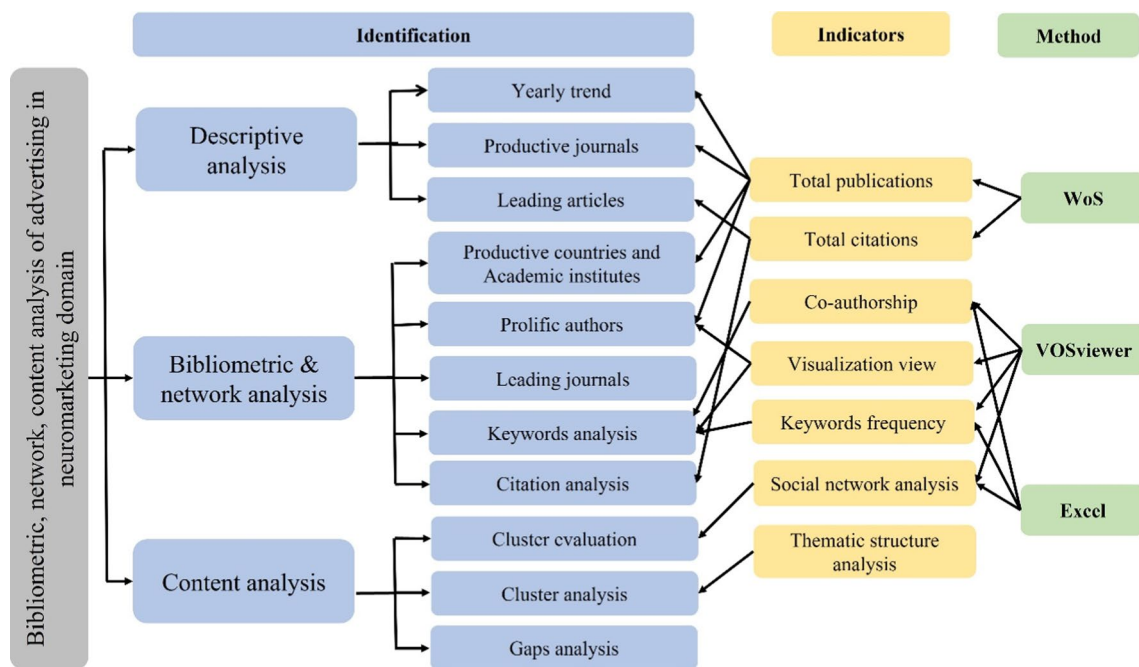 Identification
Indicators
Method
Bibliometric, network, content analysis of advertising in
neuromarketing domain
Descriptive
analysis
Bibliometric &
network analysis
Content analysis
Yearly trend
Productive journals
Leading articles
Productive countries and
Academic institutes
Prolific authors
Leading journals
Keywords analysis
Citation analysis
Cluster evaluation
Cluster analysis
Gaps analysis
Total publications
Total citations
Co-authorship
Visualization view
Keywords frequency
Social network analysis
Thematic structure
analysis
WoS
VOSviewer
Excel